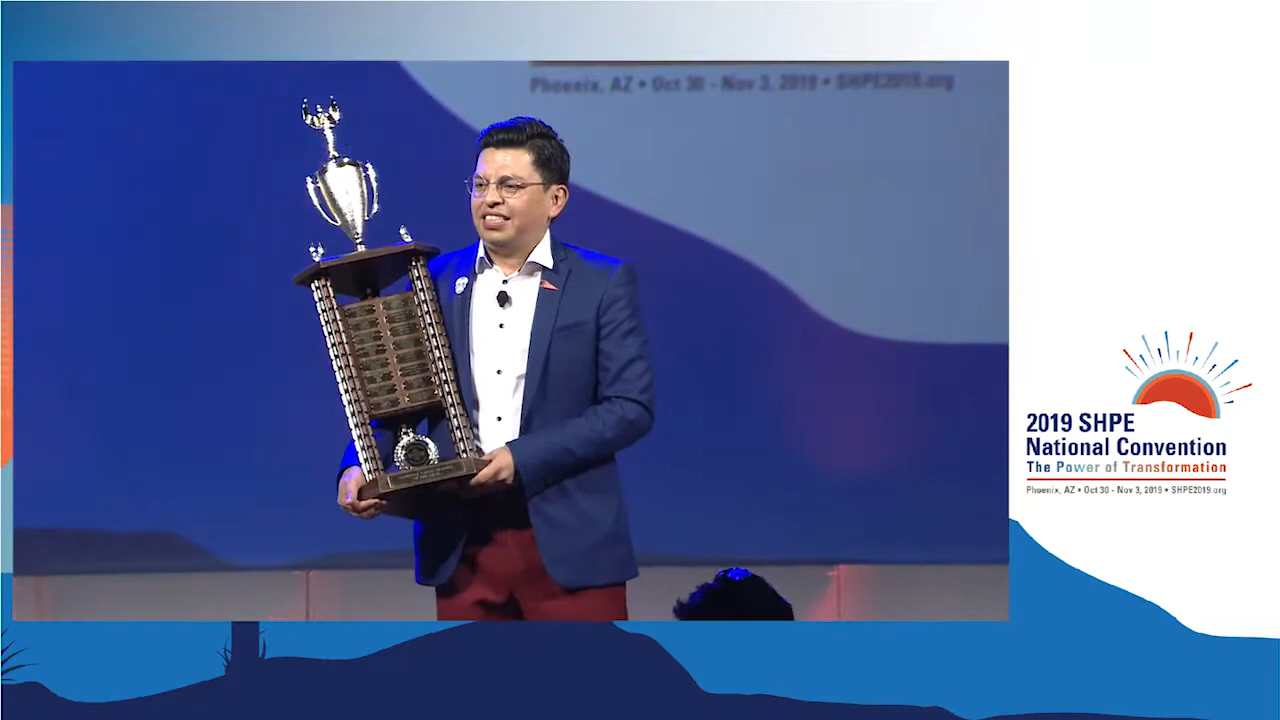 Phoenix, AZ • Oct 30 - Nov 3, 2019 • SHPE2019.org
2019 SHPE
National Convention
The Power of Transformation
Phoenix, AZ • Oct 30 - Nov 3, 2019 • SHPE2019.org